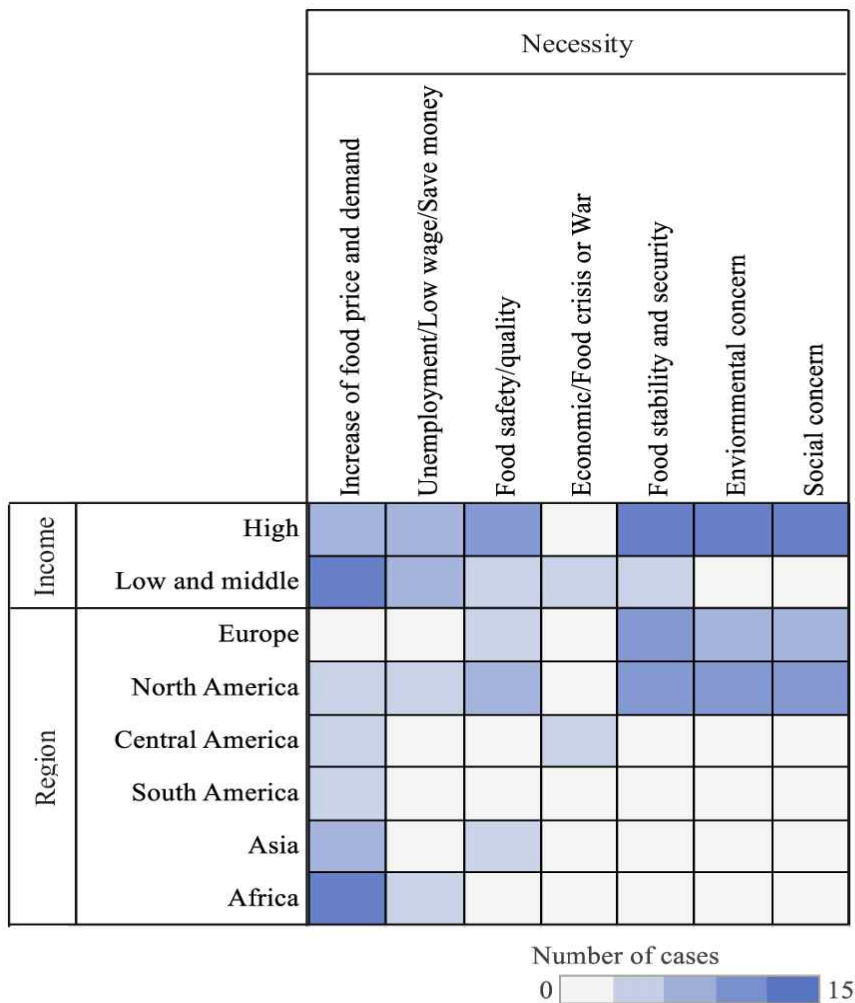 Necessity
Increase of food price and demand
Unemployment/Low wage/Save money
Food safety/quality
Economic/Food crisis or War
Food stability and security
Enviornmental concern
Social concern
Income
High
Low and middle
Region
Europe
North America
Central America
South America
Asia
Africa
Number of cases
0 15